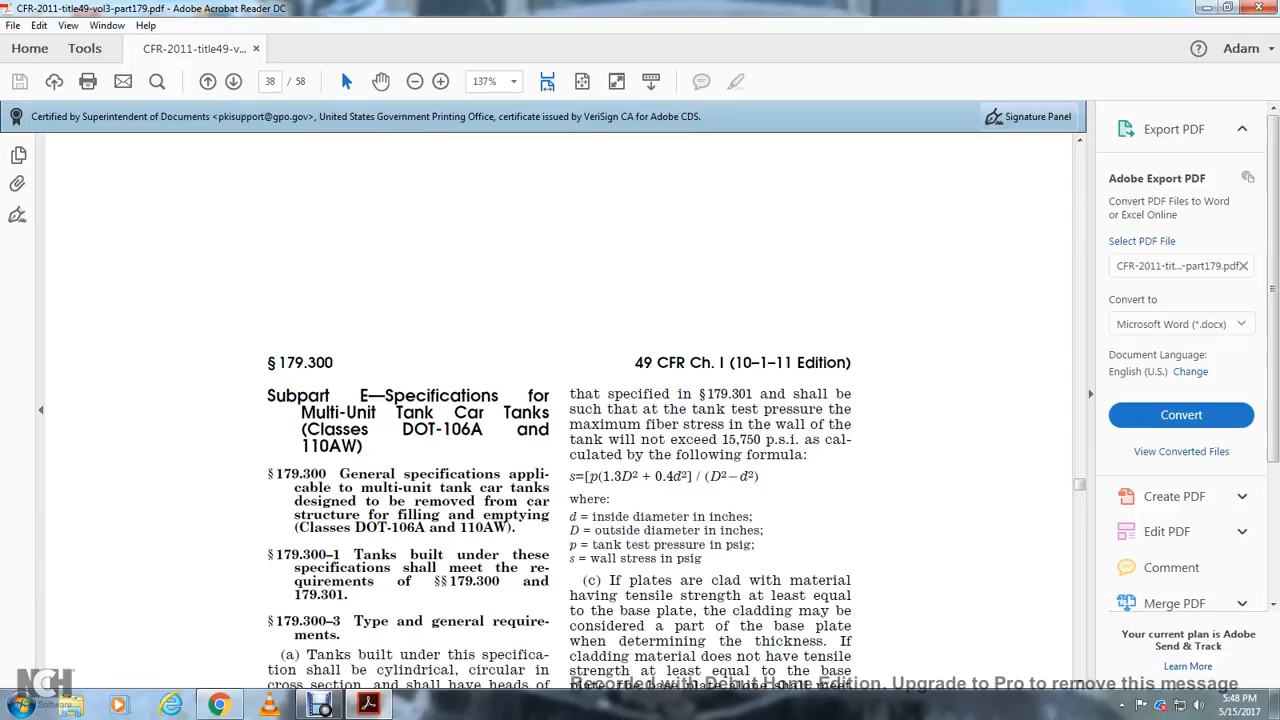 CFR-2011-title49-vol3-part179.pdf - Adobe Acrobat Reader DC
File Edit View Window Help
Home Tools CFR-2011-title49-v... × Adam
38 / 58 137%
Certified by Superintendent of Documents <pkisupport@gpo.gov>, United States Government Printing Office, certificate issued by VeriSign CA for Adobe CDS.
Signature Panel
§ 179.300
49 CFR Ch. I (10–1–11 Edition)
Subpart E—Specifications for
Multi-Unit Tank Car Tanks
(Classes DOT-106A and
110AW)
§ 179.300 General specifications appli-
cable to multi-unit tank car tanks
designed to be removed from car
structure for filling and emptying
(Classes DOT-106A and 110AW).
§ 179.300–1 Tanks built under these
specifications shall meet the re-
quirements of §§ 179.300 and
179.301.
§ 179.300–3 Type and general require-
ments.
(a) Tanks built under this specifica-
tion shall be cylindrical, circular in
cross section, and shall have heads of
that specified in § 179.301 and shall be
such that at the tank test pressure the
maximum fiber stress in the wall of the
tank will not exceed 15,750 p.s.i. as cal-
culated by the following formula:
s=[p(1.3D² + 0.4d²] / (D²− d²)
where:
d = inside diameter in inches;
D = outside diameter in inches;
p = tank test pressure in psig;
s = wall stress in psig
(c) If plates are clad with material
having tensile strength at least equal
to the base plate, the cladding may be
considered a part of the base plate
when determining the thickness. If
cladding material does not have tensile
strength at least equal to the base
Export PDF
Adobe Export PDF
Convert PDF Files to Word
or Excel Online
Select PDF File
CFR-2011-tit...-part179.pdf ×
Convert to
Microsoft Word (*.docx)
Document Language:
English (U.S.) Change
Convert
View Converted Files
Create PDF
Edit PDF
Comment
Merge PDF
Your current plan is Adobe
Send & Track
Learn More
Recorded with Debut Home Edition. Upgrade to Pro to remove this message
NCH
Software
5:48 PM
5/15/2017